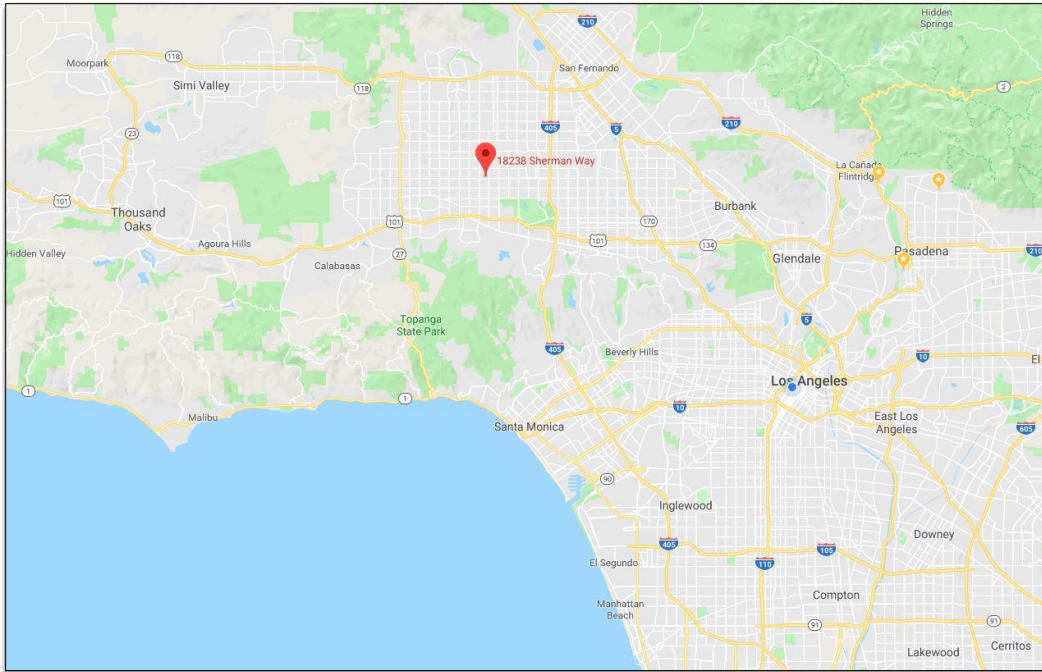 Hidden
Springs
210
Moorpark
118
San Fernando
Simi Valley
118
2
23
405
5
210
18238 Sherman Way
La Cañada
Flintridge
101
Thousand
Oaks
101
170
Burbank
Agoura Hills
101
134
Pasadena
210
Hidden Valley
Calabasas
27
Glendale
Topanga
State Park
5
405
Beverly Hills
10
El
Los Angeles
1
1
Malibu
10
Santa Monica
East Los
Angeles
605
90
Inglewood
Downey
405
105
El Segundo
110
Compton
Manhattan
Beach
91
91
Lakewood
Cerritos